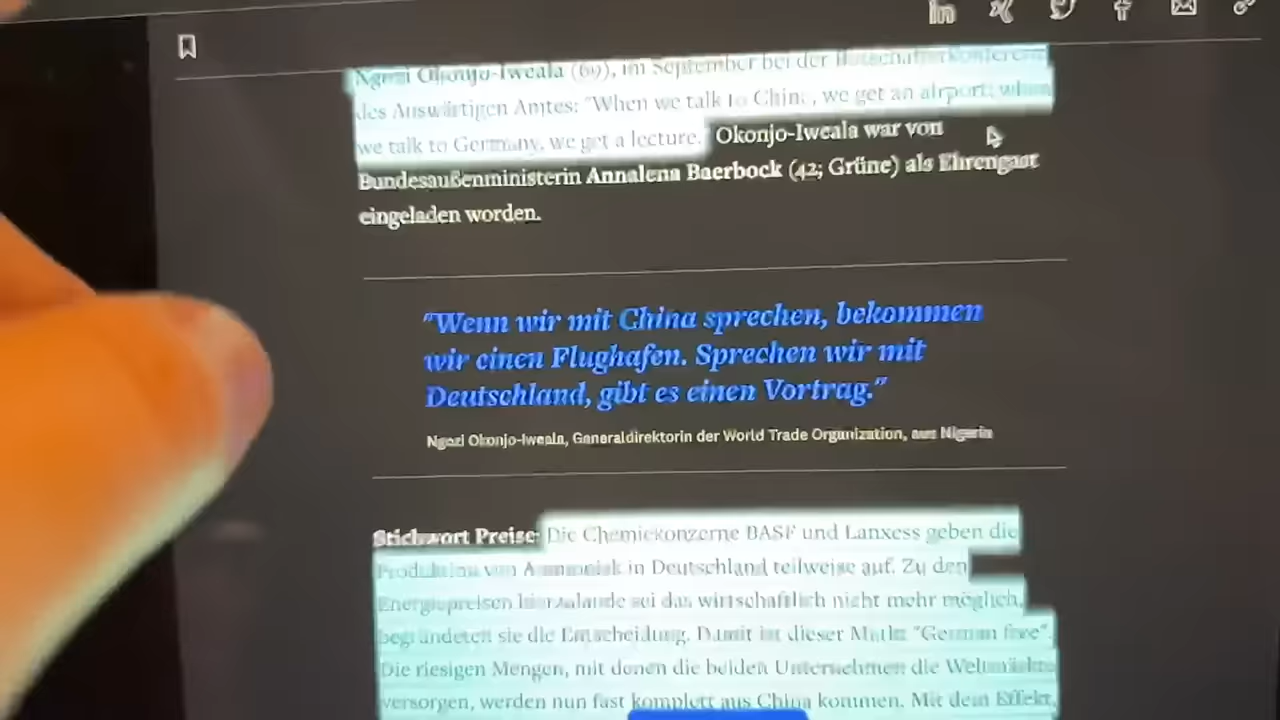 in
Ngozi Okonjo-Iweala (69), im September bei der Botschafterkonferenz
des Auswärtigen Amtes: "When we talk to China, we get an airport; when
we talk to Germany, we get a lecture." Okonjo-Iweala war von
Bundesaußenministerin Annalena Baerbock (42; Grüne) als Ehrengast
eingeladen worden.
"Wenn wir mit China sprechen, bekommen
wir einen Flughafen. Sprechen wir mit
Deutschland, gibt es einen Vortrag."
Ngozi Okonjo-Iweala, Generaldirektorin der World Trade Organization, aus Nigeria
Stichwort Preise: Die Chemiekonzerne BASF und Lanxess geben die
Produktion von Ammoniak in Deutschland teilweise auf. Zu den
Energiepreisen hierzulande sei das wirtschaftlich nicht mehr möglich,
begründeten sie die Entscheidung. Damit ist dieser Markt "German free".
Die riesigen Mengen, mit denen die beiden Unternehmen die Weltmärkte
versorgen, werden nun fast komplett aus China kommen. Mit dem Effekt,